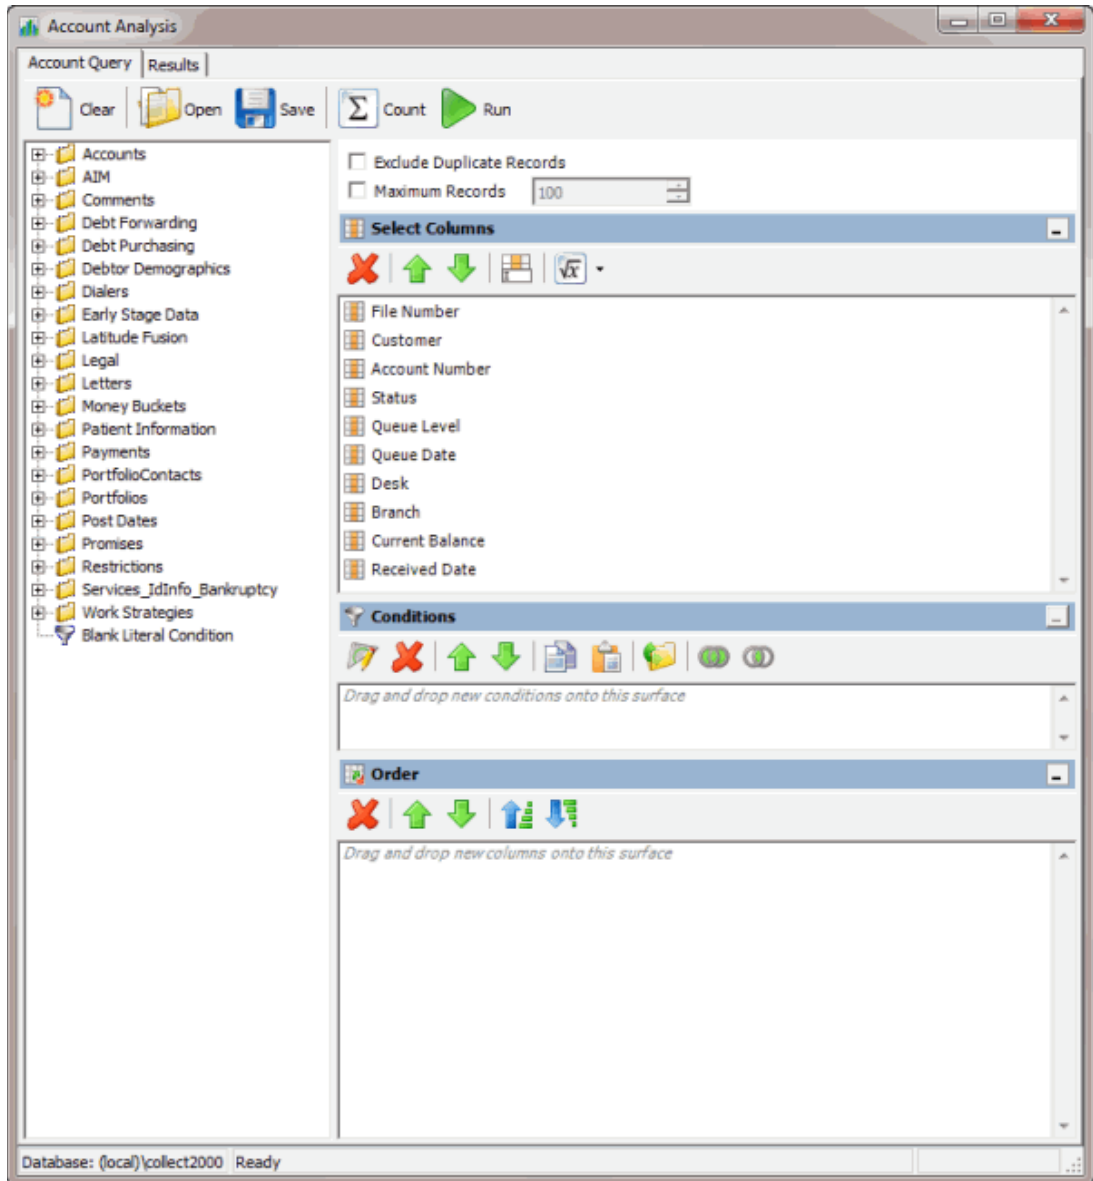 Account Analysis
Account Query Results
Clear Open Save Count Run
Accounts
AIM
Comments
Debt Forwarding
Debt Purchasing
Debtor Demographics
Dialers
Early Stage Data
Latitude Fusion
Legal
Letters
Money Buckets
Patient Information
Payments
PortfolioContacts
Portfolios
Post Dates
Promises
Restrictions
Services_IdInfo_Bankruptcy
Work Strategies
Blank Literal Condition
Exclude Duplicate Records
Maximum Records 100
Select Columns
√x
File Number
Customer
Account Number
Status
Queue Level
Queue Date
Desk
Branch
Current Balance
Received Date
Conditions
Drag and drop new conditions onto this surface
Order
Drag and drop new columns onto this surface
Database: (local)\collect2000 Ready